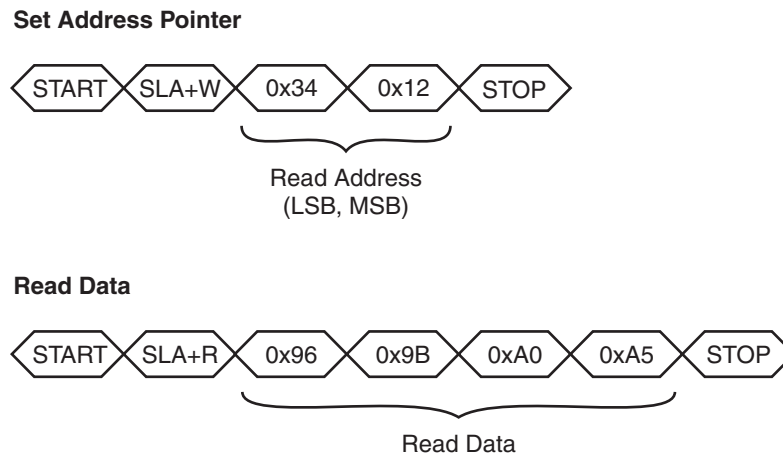 Set Address Pointer
START SLA+W 0x34 0x12 STOP
Read Address
(LSB, MSB)
Read Data
START SLA+R 0x96 0x9B 0xA0 0xA5 STOP
Read Data